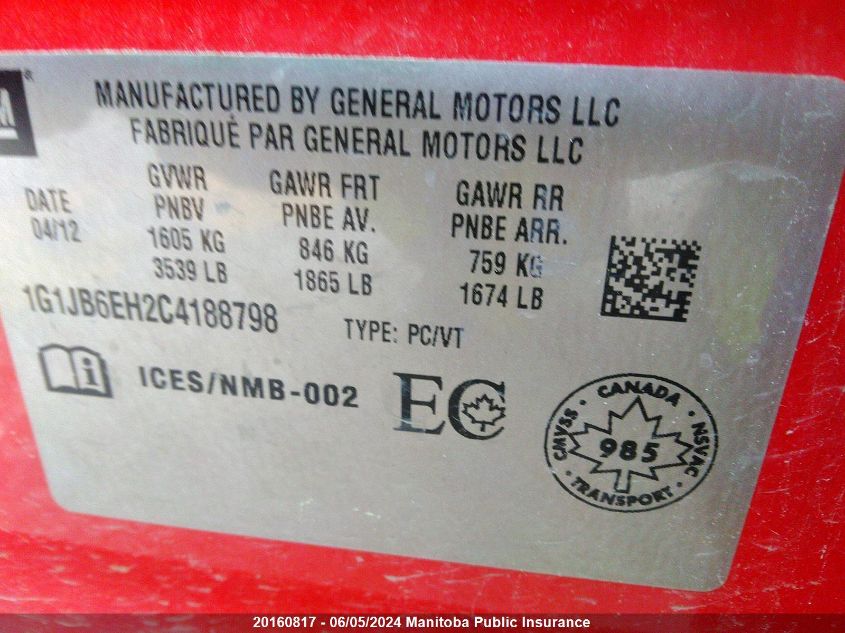 MANUFACTURED BY GENERAL MOTORS LLC
FABRIQUÉ PAR GENERAL MOTORS LLC
DATE
04/12
GVWR
PNBV
1605 KG
3539 LB
GAWR FRT
PNBE AV.
846 KG
1865 LB
GAWR RR
PNBE ARR.
759 KG
1674 LB
1G1JB6EH2C4188798
TYPE: PC/VT
ICES/NMB-002
EC
CANADA
CMVSS
985
NSVAC
TRANSPORT
20160817 - 06/05/2024 Manitoba Public Insurance